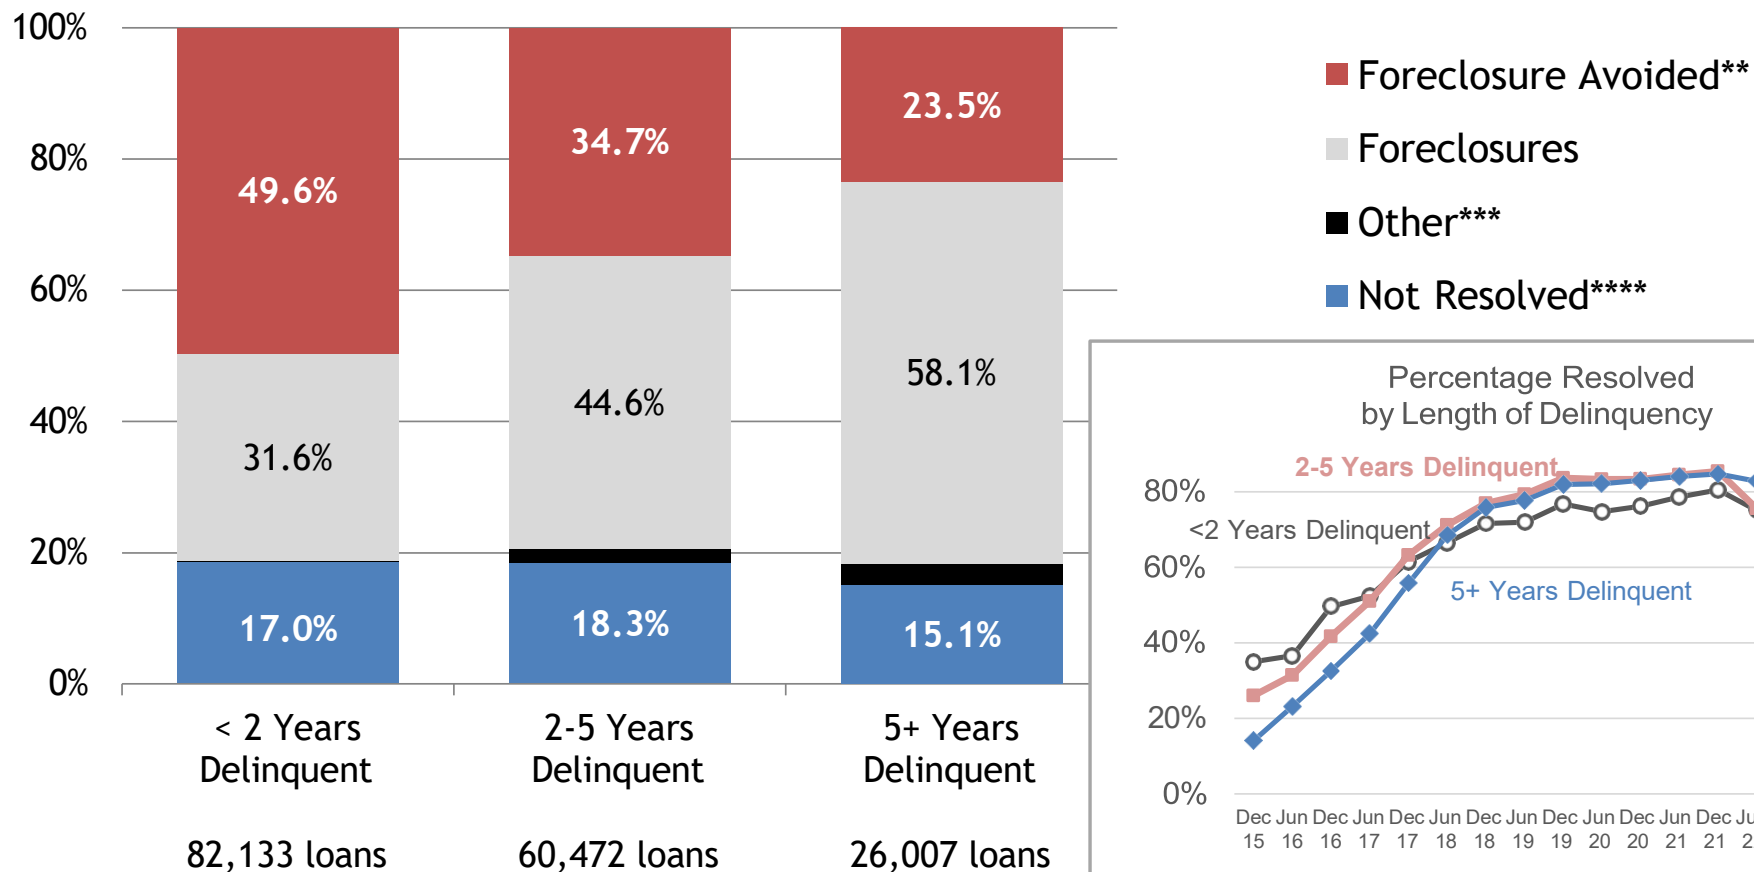 100%
80%
60%
40%
20%
0%
49.6%
31.6%
17.0%
34.7%
44.6%
18.3%
23.5%
58.1%
15.1%
< 2 Years
Delinquent
82,133 loans
2-5 Years
Delinquent
60,472 loans
5+ Years
Delinquent
26,007 loans
Foreclosure Avoided**
Foreclosures
Other***
Not Resolved****
Percentage Resolved
by Length of Delinquency
2-5 Years Delinquent
<2 Years Delinquent
5+ Years Delinquent
80%
60%
40%
20%
0%
Dec Jun Dec Jun Dec Jun Dec Jun Dec Jun Dec Jun Dec
15 16 16 17 17 18 18 19 19 20 20 21 21